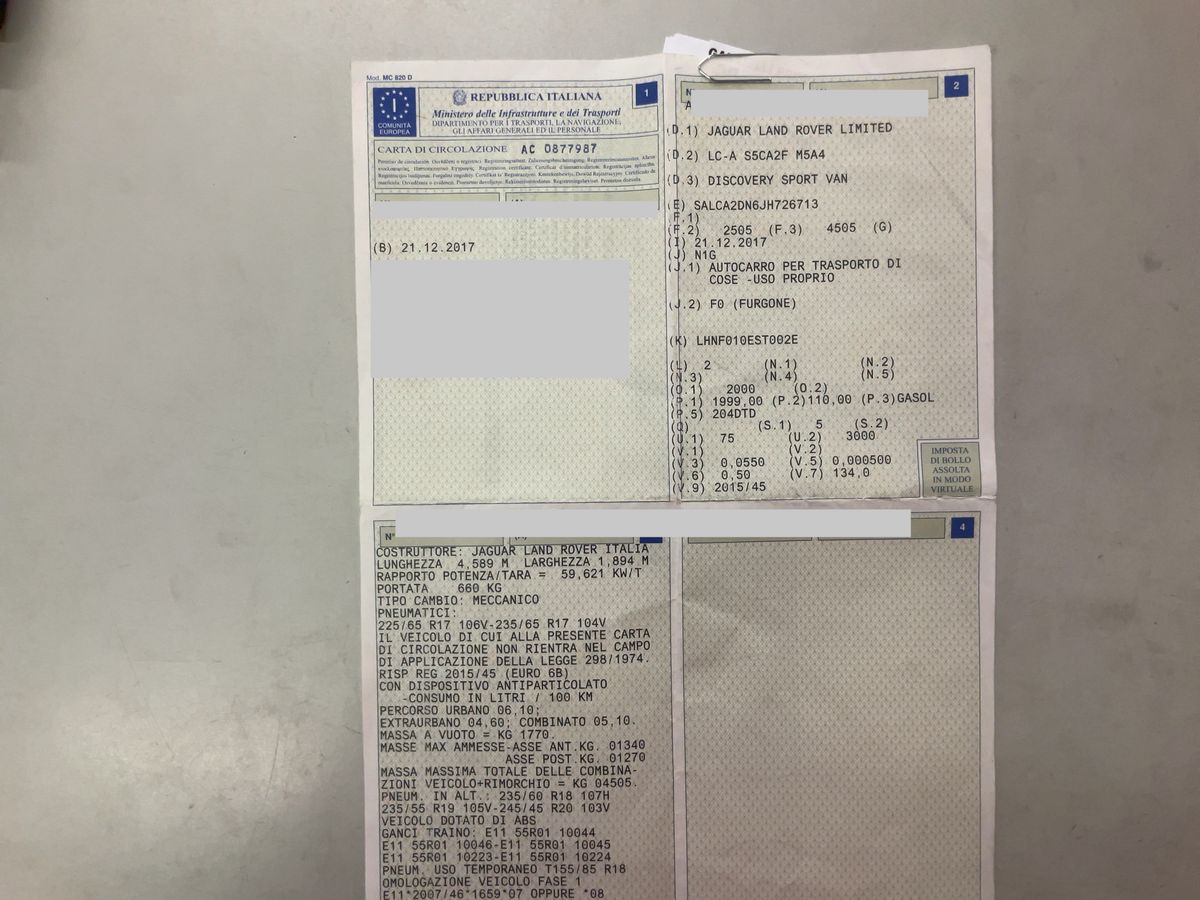 Mod. MC 820 D
COMUNITÀ
EUROPEA
I
REPUBBLICA ITALIANA
Ministero delle Infrastrutture e dei Trasporti
DIPARTIMENTO PER I TRASPORTI, LA NAVIGAZIONE,
GLI AFFARI GENERALI ED IL PERSONALE
1
CARTA DI CIRCOLAZIONE AC 0877987
(B) 21.12.2017
2
(D.1) JAGUAR LAND ROVER LIMITED
(D.2) LC-A S5CA2F M5A4
(D.3) DISCOVERY SPORT VAN
(E) SALCA2DN6JH726713
(F.1)
(F.2) 2505 (F.3) 4505 (G)
(I) 21.12.2017
(J) N1G
(J.1) AUTOCARRO PER TRASPORTO DI
COSE -USO PROPRIO
(J.2) F0 (FURGONE)
(K) LHNF010EST002E
(L) 2 (N.1) (N.2)
(N.3) (N.4) (N.5)
(O.1) 2000 (O.2)
(P.1) 1999,00 (P.2)110,00 (P.3)GASOL
(P.5) 204DTD
(Q) (S.1) 5 (S.2)
(U.1) 75 (U.2) 3000
(V.1) (V.2)
(V.3) 0,0550 (V.5) 0,000500
(V.6) 0,50 (V.7) 134,0
(V.9) 2015/45
IMPOSTA
DI BOLLO
ASSOLTA
IN MODO
VIRTUALE
N°
COSTRUTTORE: JAGUAR LAND ROVER ITALIA
LUNGHEZZA 4,589 M LARGHEZZA 1,894 M
RAPPORTO POTENZA/TARA = 59,621 KW/T
PORTATA 660 KG
TIPO CAMBIO: MECCANICO
PNEUMATICI:
225/65 R17 106V-235/65 R17 104V
IL VEICOLO DI CUI ALLA PRESENTE CARTA
DI CIRCOLAZIONE NON RIENTRA NEL CAMPO
DI APPLICAZIONE DELLA LEGGE 298/1974.
RISP REG 2015/45 (EURO 6B)
CON DISPOSITIVO ANTIPARTICOLATO
-CONSUMO IN LITRI / 100 KM
PERCORSO URBANO 06,10;
EXTRAURBANO 04,60; COMBINATO 05,10.
MASSA A VUOTO = KG 1770.
MASSE MAX AMMESSE-ASSE ANT.KG. 01340
ASSE POST.KG. 01270
MASSA MASSIMA TOTALE DELLE COMBINA-
ZIONI VEICOLO+RIMORCHIO = KG 04505.
PNEUM. IN ALT.: 235/60 R18 107H
235/55 R19 105V-245/45 R20 103V
VEICOLO DOTATO DI ABS
GANCI TRAINO: E11 55R01 10044
E11 55R01 10046-E11 55R01 10045
E11 55R01 10223-E11 55R01 10224
PNEUM. USO TEMPORANEO T155/85 R18
OMOLOGAZIONE VEICOLO FASE 1
E11*2007/46*1659*07 OPPURE *08
4